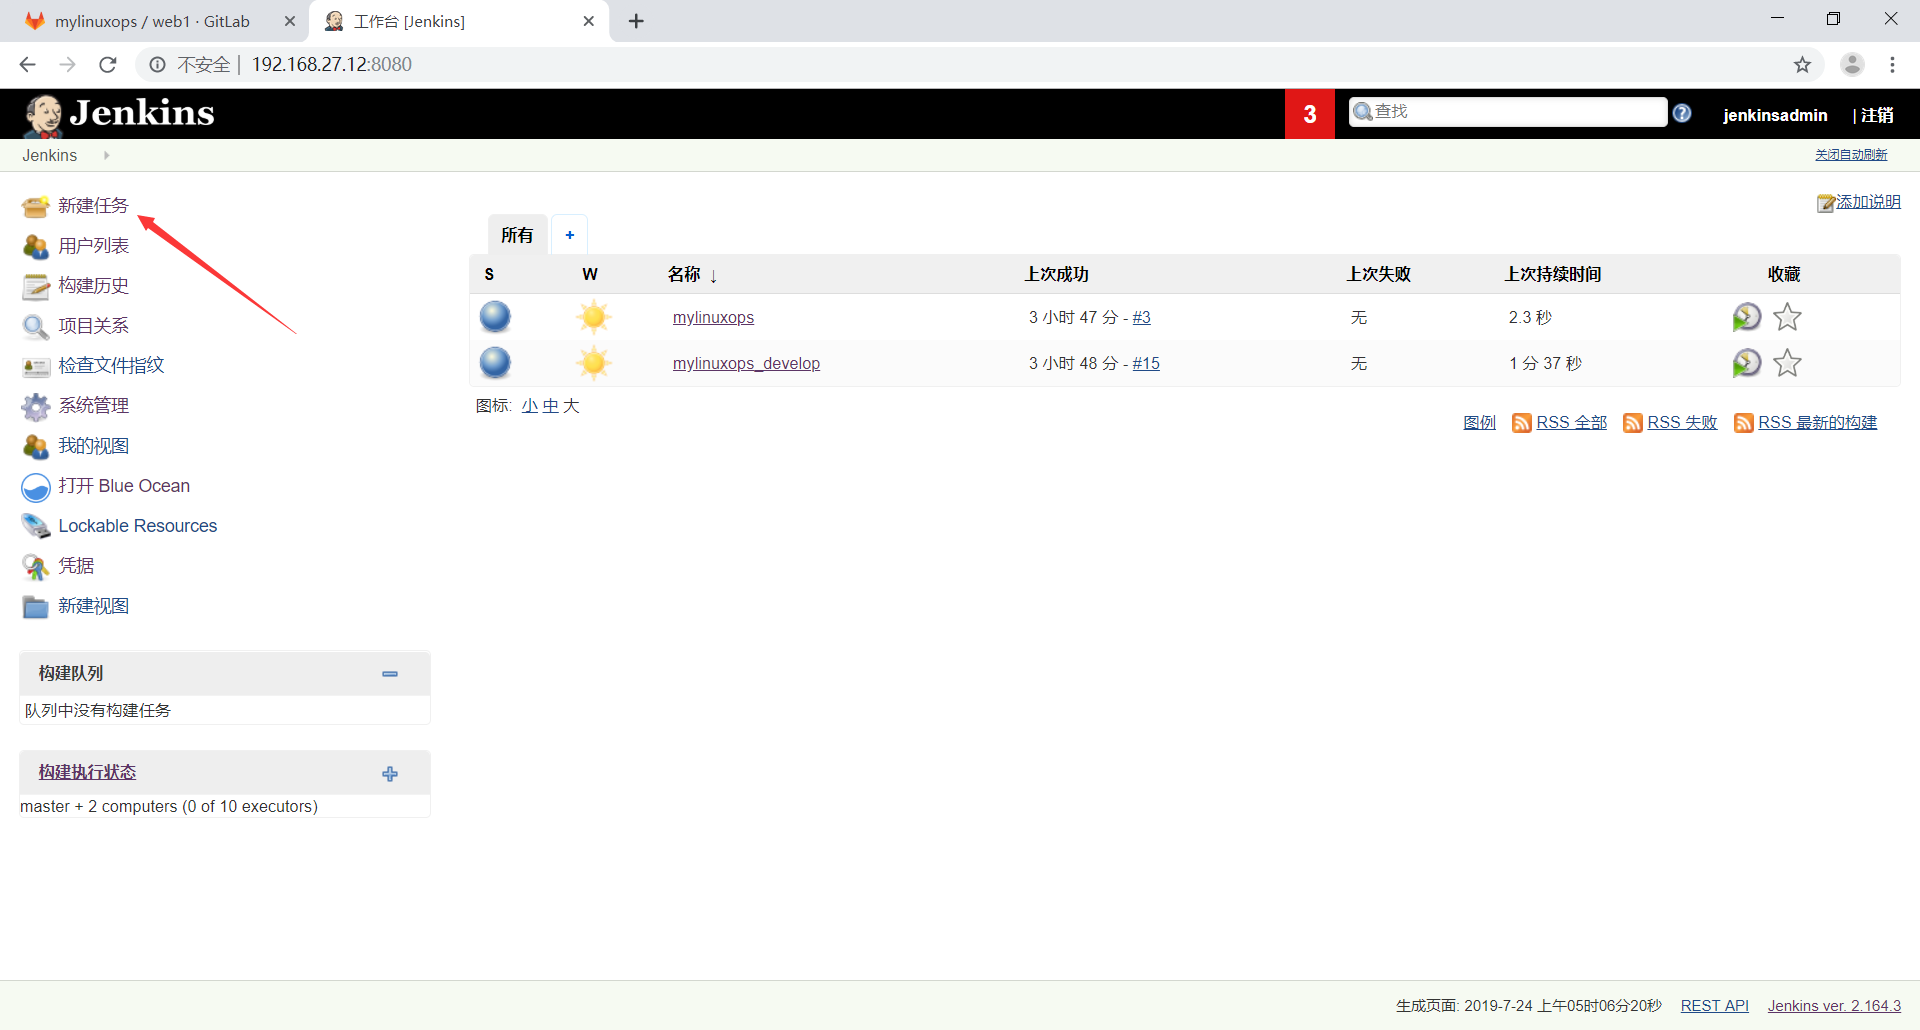 mylinuxops / web1 · GitLab
工作台 [Jenkins]
不安全 | 192.168.27.12:8080
Jenkins
3
查找
jenkinsadmin
| 注销
Jenkins
关闭自动刷新
新建任务
用户列表
构建历史
项目关系
检查文件指纹
系统管理
我的视图
打开 Blue Ocean
Lockable Resources
凭据
新建视图
构建队列
队列中没有构建任务
构建执行状态
master + 2 computers (0 of 10 executors)
添加说明
所有 +
S W 名称 ↓ 上次成功 上次失败 上次持续时间 收藏
mylinuxops 3 小时 47 分 - #3 无 2.3 秒
mylinuxops_develop 3 小时 48 分 - #15 无 1 分 37 秒
图标: 小 中 大
图例 RSS 全部 RSS 失败 RSS 最新的构建
生成页面: 2019-7-24 上午05时06分20秒 REST API Jenkins ver. 2.164.3